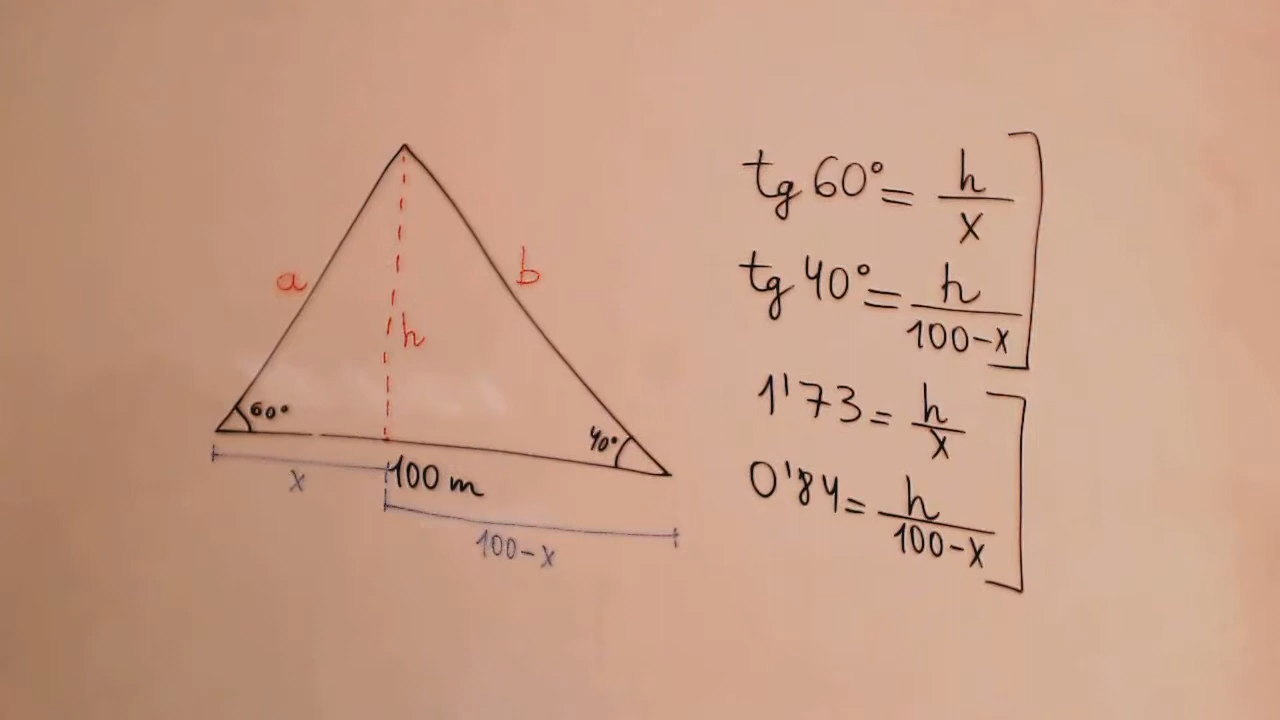 a
b
h
60°
40°
x
100 m
100-x
tg 60° = h/x
tg 40° = h/100-x
1'73 = h/x
0'84 = h/100-x